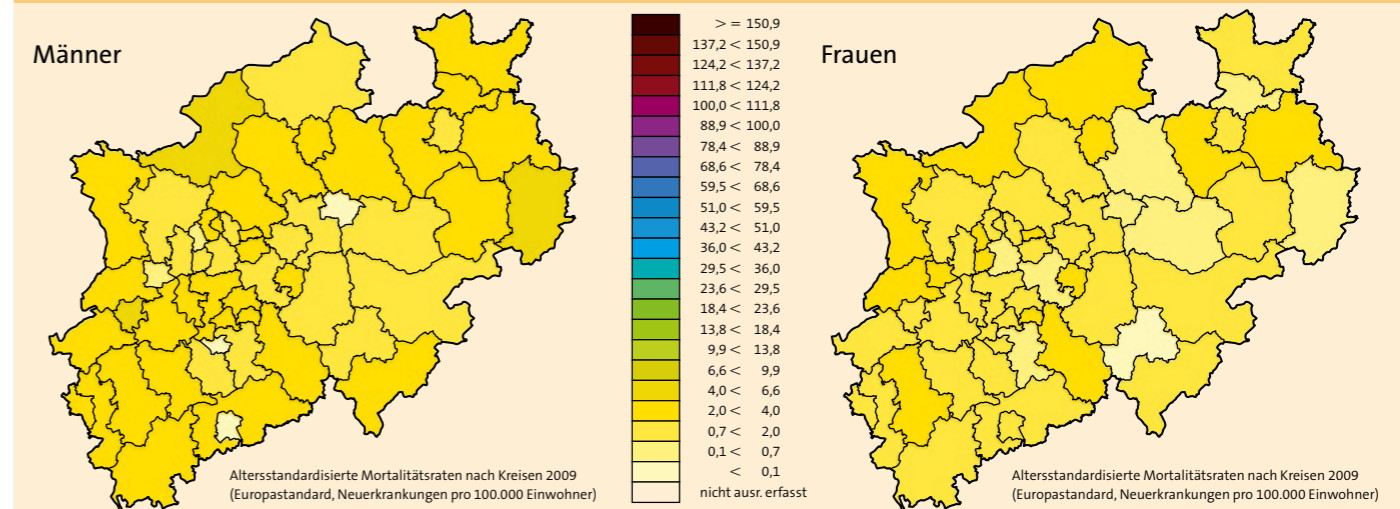 Männer
Frauen
> = 150,9
137,2 < 150,9
124,2 < 137,2
111,8 < 124,2
100,0 < 111,8
88,9 < 100,0
78,4 < 88,9
68,6 < 78,4
59,5 < 68,6
51,0 < 59,5
43,2 < 51,0
36,0 < 43,2
29,5 < 36,0
23,6 < 29,5
18,4 < 23,6
13,8 < 18,4
9,9 < 13,8
6,6 < 9,9
4,0 < 6,6
2,0 < 4,0
0,7 < 2,0
0,1 < 0,7
< 0,1
nicht ausr. erfasst
Altersstandardisierte Mortalitätsraten nach Kreisen 2009
(Europastandard, Neuerkrankungen pro 100.000 Einwohner)
Altersstandardisierte Mortalitätsraten nach Kreisen 2009
(Europastandard, Neuerkrankungen pro 100.000 Einwohner)